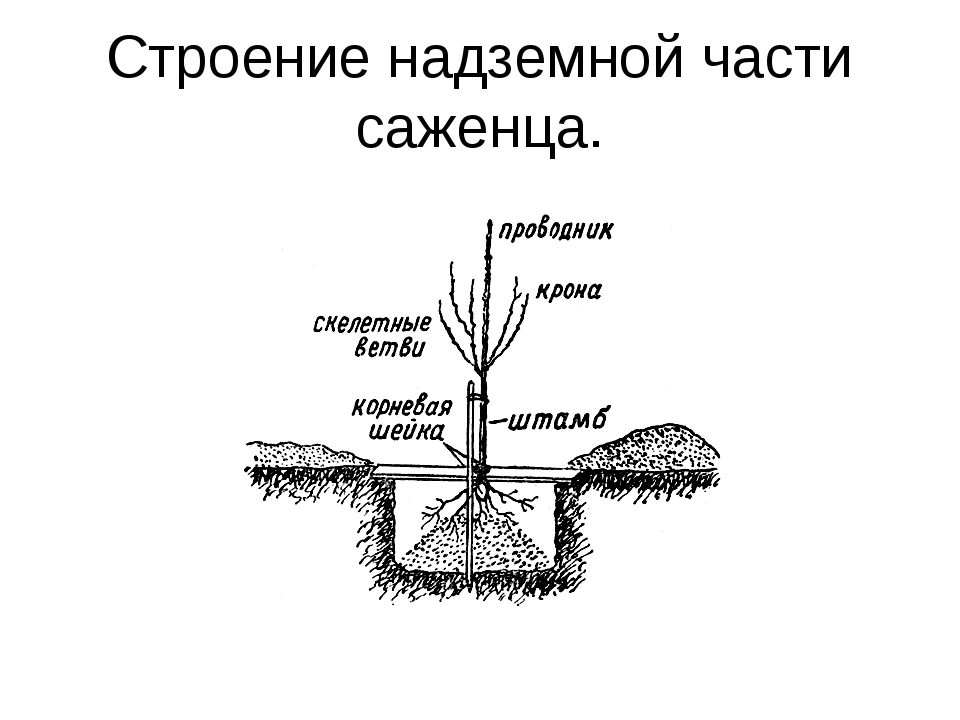 Строение надземной части
саженца.
проводник
крона
скелетные
ветви
корневая
шейка
штамб